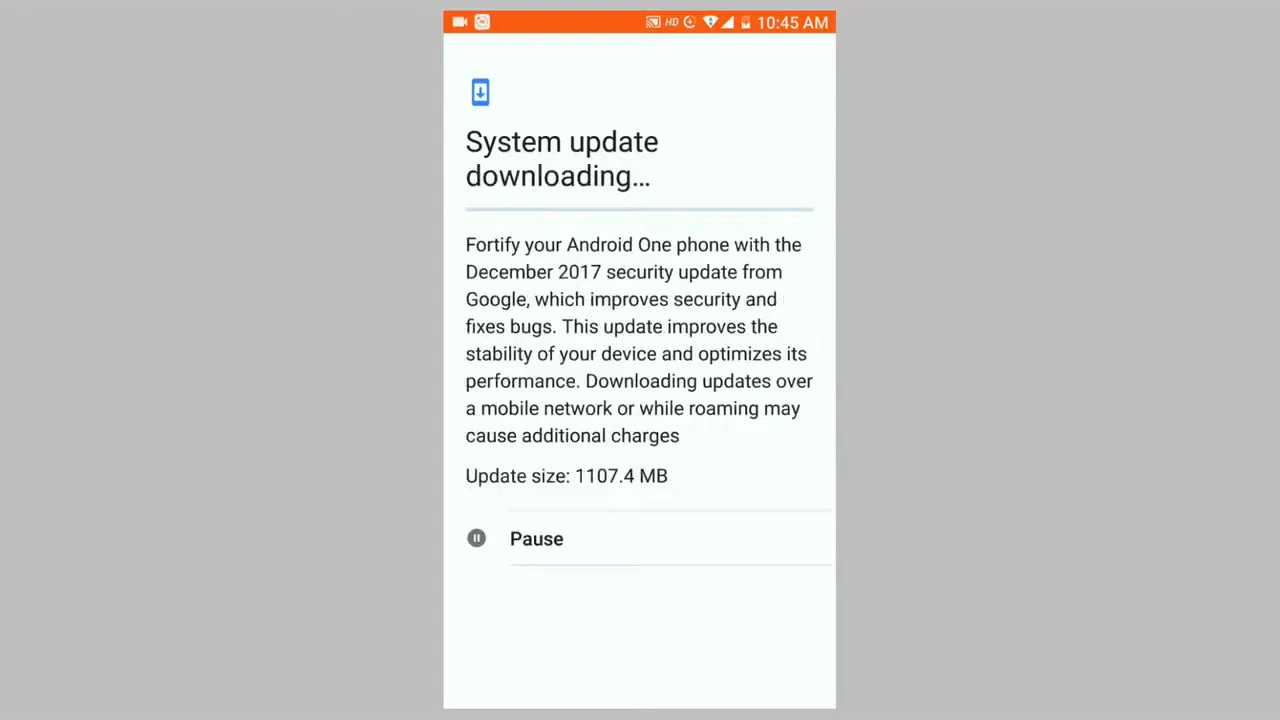 HD 10:45 AM
System update
downloading...
Fortify your Android One phone with the
December 2017 security update from
Google, which improves security and
fixes bugs. This update improves the
stability of your device and optimizes its
performance. Downloading updates over
a mobile network or while roaming may
cause additional charges
Update size: 1107.4 MB
Pause